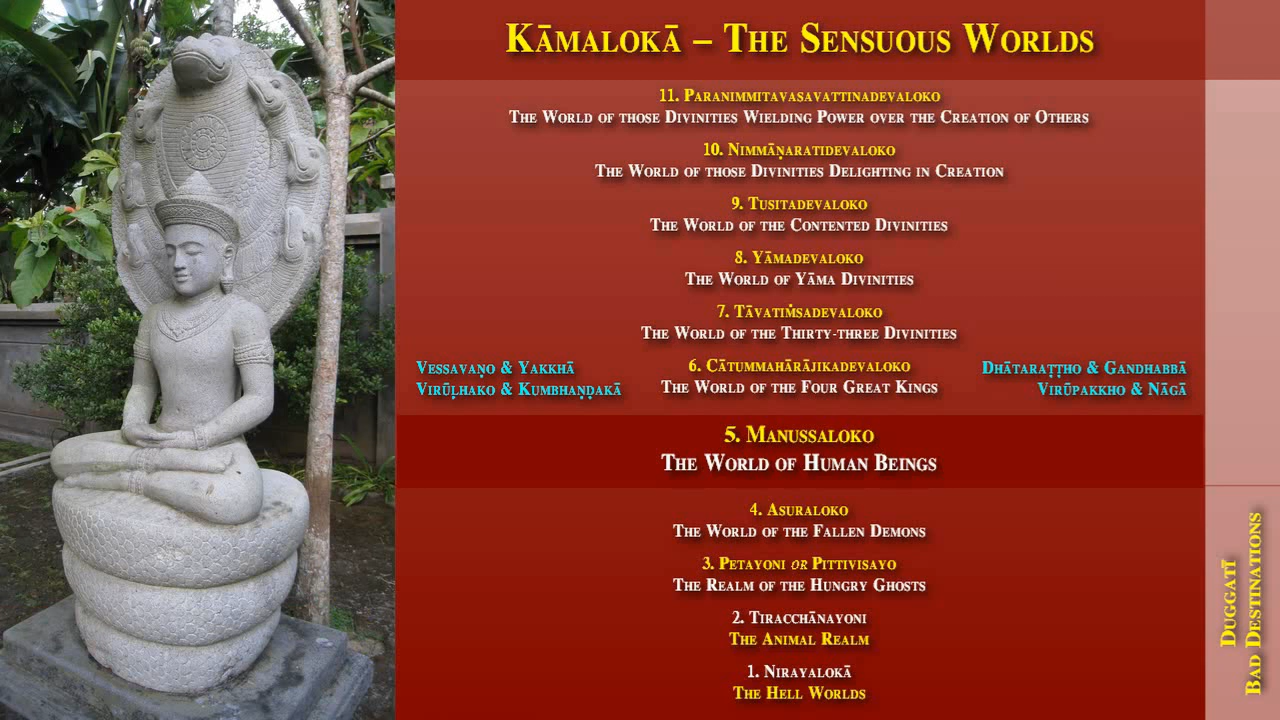 Kāmalokā – The Sensuous Worlds
11. Paranimmitavasavattinadevaloko
The World of those Divinities Wielding Power over the Creation of Others
10. Nimmāṇaratidevaloko
The World of those Divinities Delighting in Creation
9. Tusitadevaloko
The World of the Contented Divinities
8. Yāmadevaloko
The World of Yāma Divinities
7. Tāvatiṁsadevaloko
The World of the Thirty-three Divinities
Vessavaṇo & Yakkhā
Virūḷhako & Kumbhaṇḍakā
6. Cātummahārājikadevaloko
The World of the Four Great Kings
Dhātaraṭṭho & Gandhabbā
Virūpakkho & Nāgā
5. Manussaloko
The World of Human Beings
4. Asuraloko
The World of the Fallen Demons
3. Petayoni or Pittivisayo
The Realm of the Hungry Ghosts
2. Tiracchānayoni
The Animal Realm
1. Nirayalokā
The Hell Worlds
Duggatī
Bad Destinations